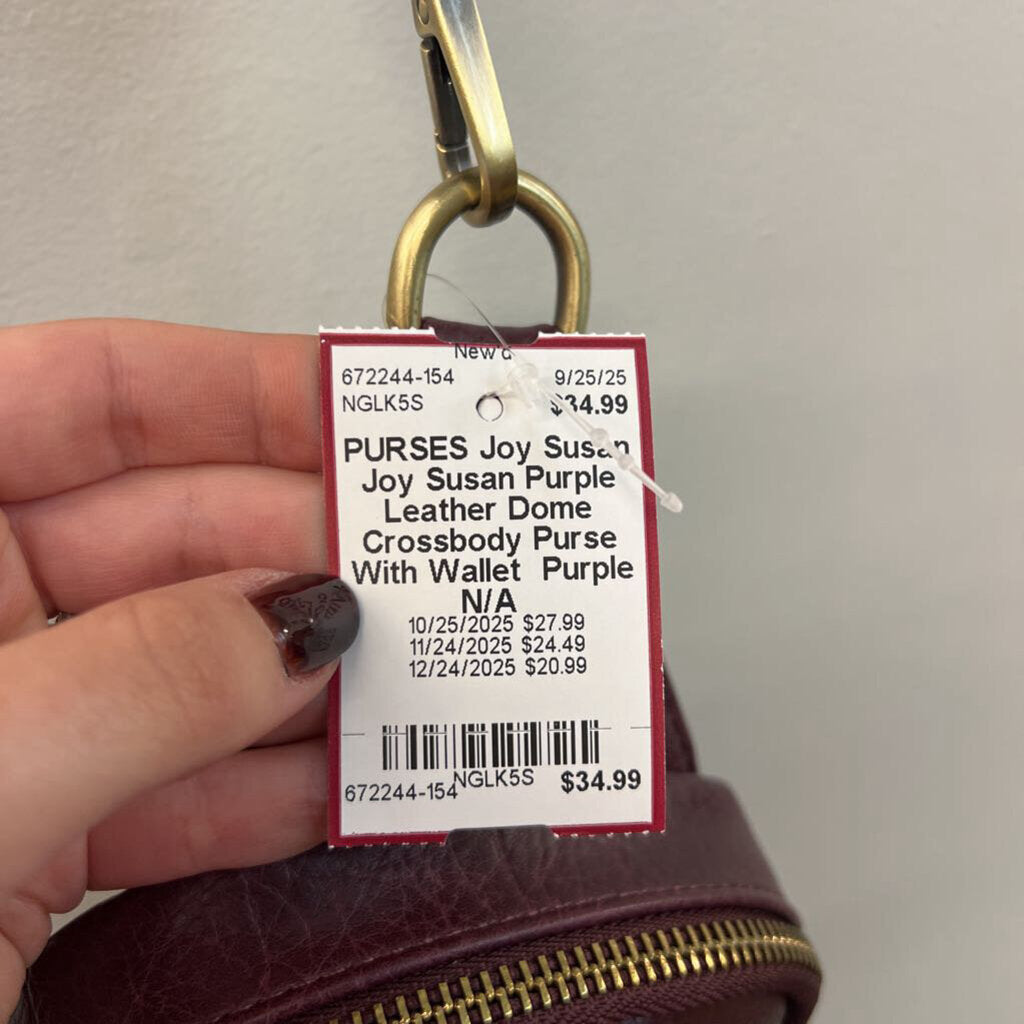 New'd
672244-154 9/25/25
NGLK5S $34.99
PURSES Joy Susan
Joy Susan Purple
Leather Dome
Crossbody Purse
With Wallet Purple
N/A
10/25/2025 $27.99
11/24/2025 $24.49
12/24/2025 $20.99
672244-154 NGLK5S $34.99